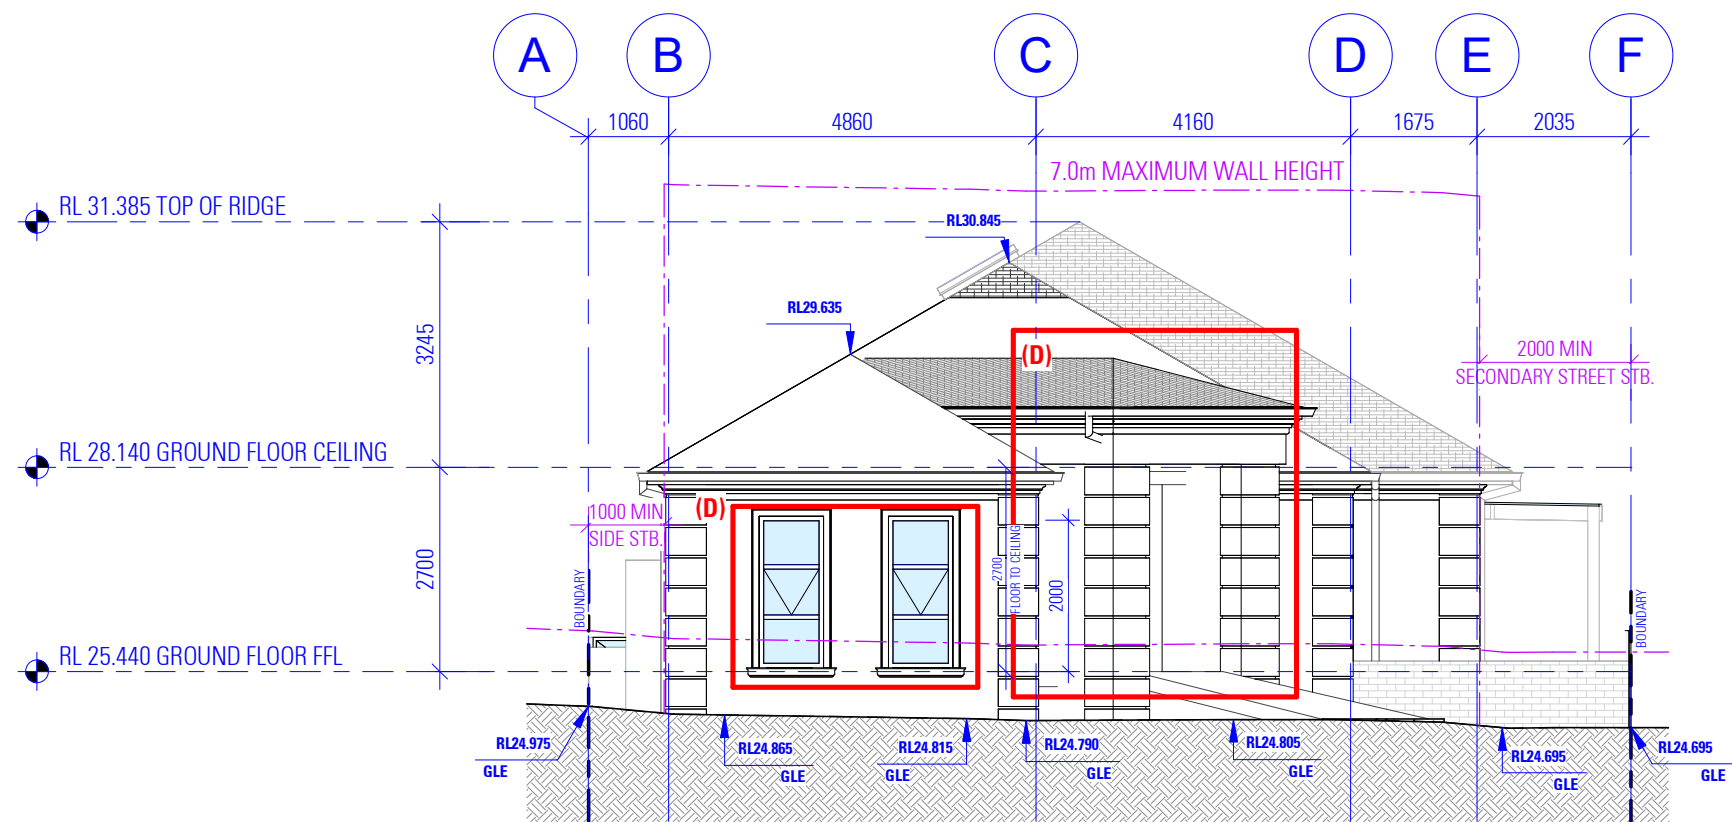 A B C D E F
1060 4860 4160 1675 2035
7.0m MAXIMUM WALL HEIGHT
RL 31.385 TOP OF RIDGE
RL30.845
RL29.635
3245
(D)
2000 MIN
SECONDARY STREET STB.
RL 28.140 GROUND FLOOR CEILING
(D)
1000 MIN
SIDE STB.
2700
2700
FLOOR TO CEILING
2000
BOUNDARY
BOUNDARY
RL 25.440 GROUND FLOOR FFL
RL24.975
GLE
RL24.865
GLE
RL24.815
GLE
RL24.790
GLE
RL24.805
GLE
RL24.695
GLE
RL24.695
GLE